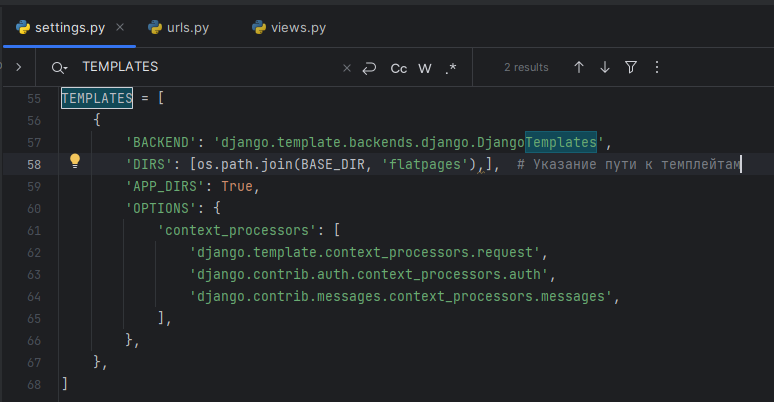 settings.py
urls.py
views.py
TEMPLATES
Cc W .*
2 results
55 TEMPLATES = [
56 {
57 'BACKEND': 'django.template.backends.django.DjangoTemplates',
58 'DIRS': [os.path.join(BASE_DIR, 'flatpages'),], # Указание пути к темплейтам
59 'APP_DIRS': True,
60 'OPTIONS': {
61 'context_processors': [
62 'django.template.context_processors.request',
63 'django.contrib.auth.context_processors.auth',
64 'django.contrib.messages.context_processors.messages',
65 ],
66 },
67 },
68 ]